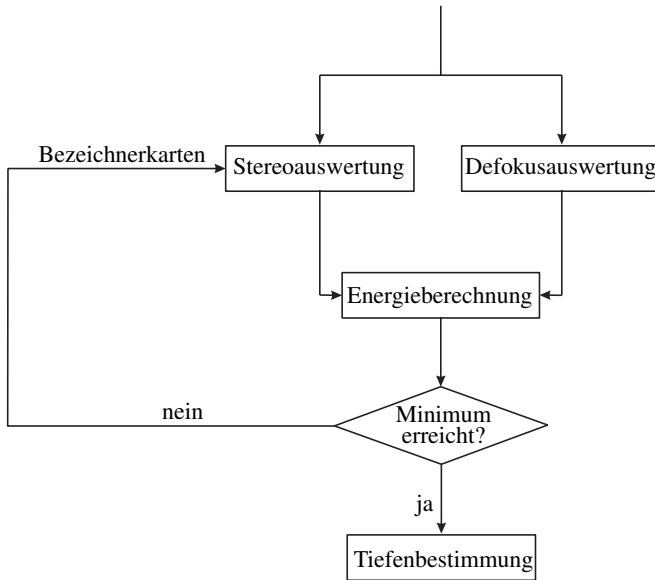 Bezeichnerkarten
Stereoauswertung
Defokusauswertung
Energieberechnung
nein
Minimum
erreicht?
ja
Tiefenbestimmung